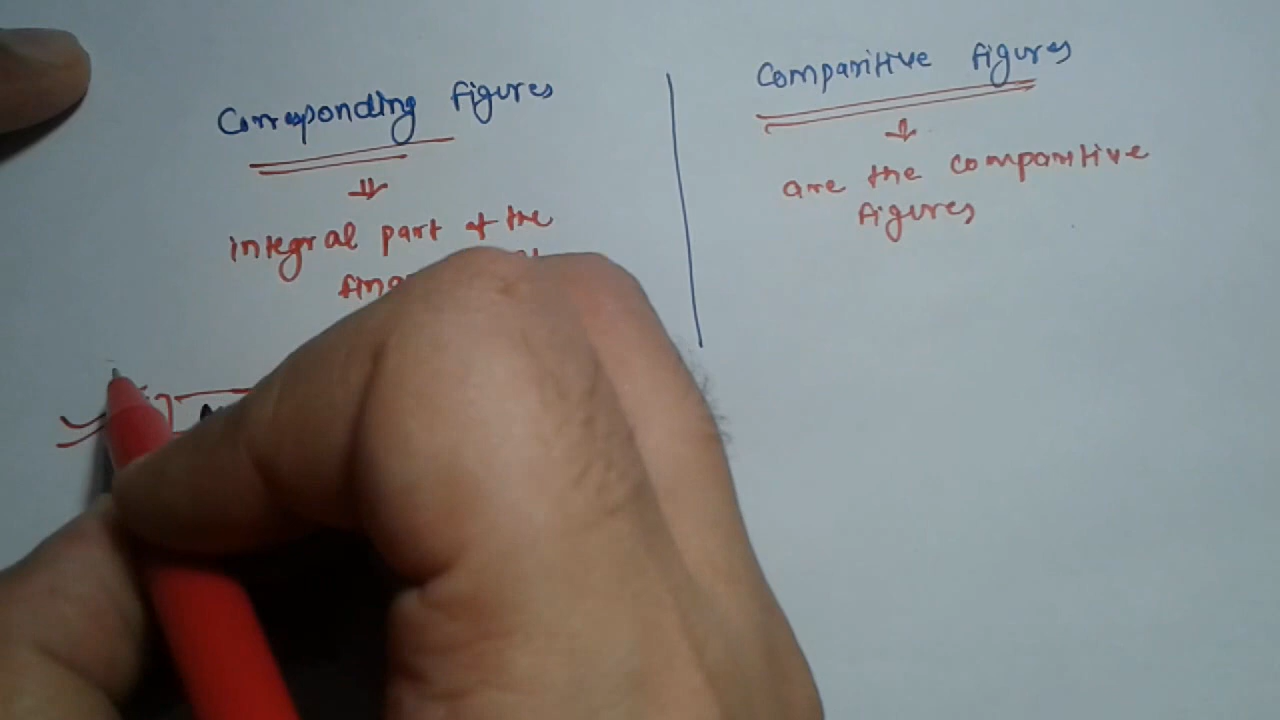 Corresponding figures
integral part of the
Comparitive figures
are the comparitive
figures